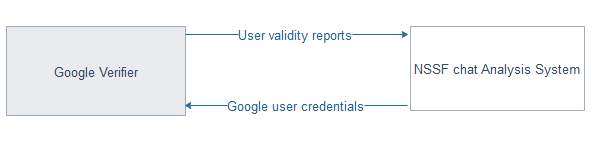 User validity reports
Google Verifier
NSSF chat Analysis System
Google user credentials